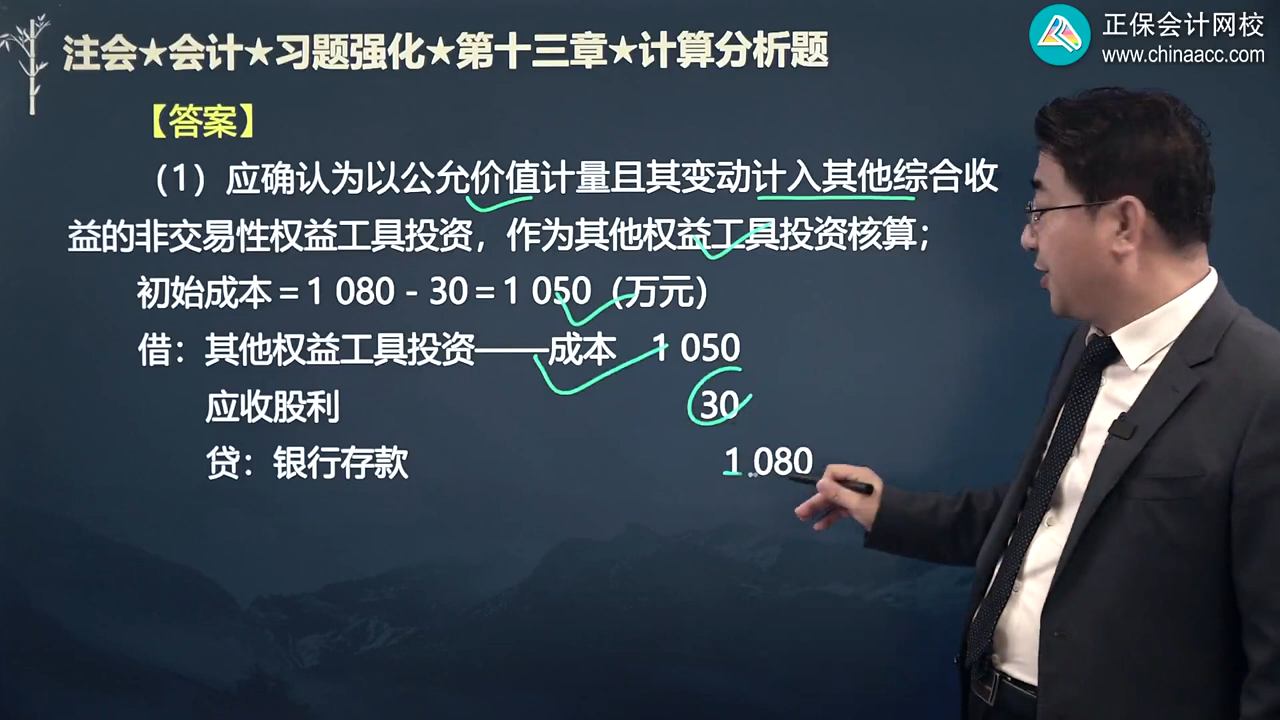 注会★会计★习题强化★第十三章★计算分析题
正保会计网校
www.chinaacc.com
【答案】
（1）应确认为以公允价值计量且其变动计入其他综合收
益的非交易性权益工具投资，作为其他权益工具投资核算；
初始成本＝1 080－30＝1 050（万元）
借：其他权益工具投资——成本 1 050
应收股利 30
贷：银行存款 1 080